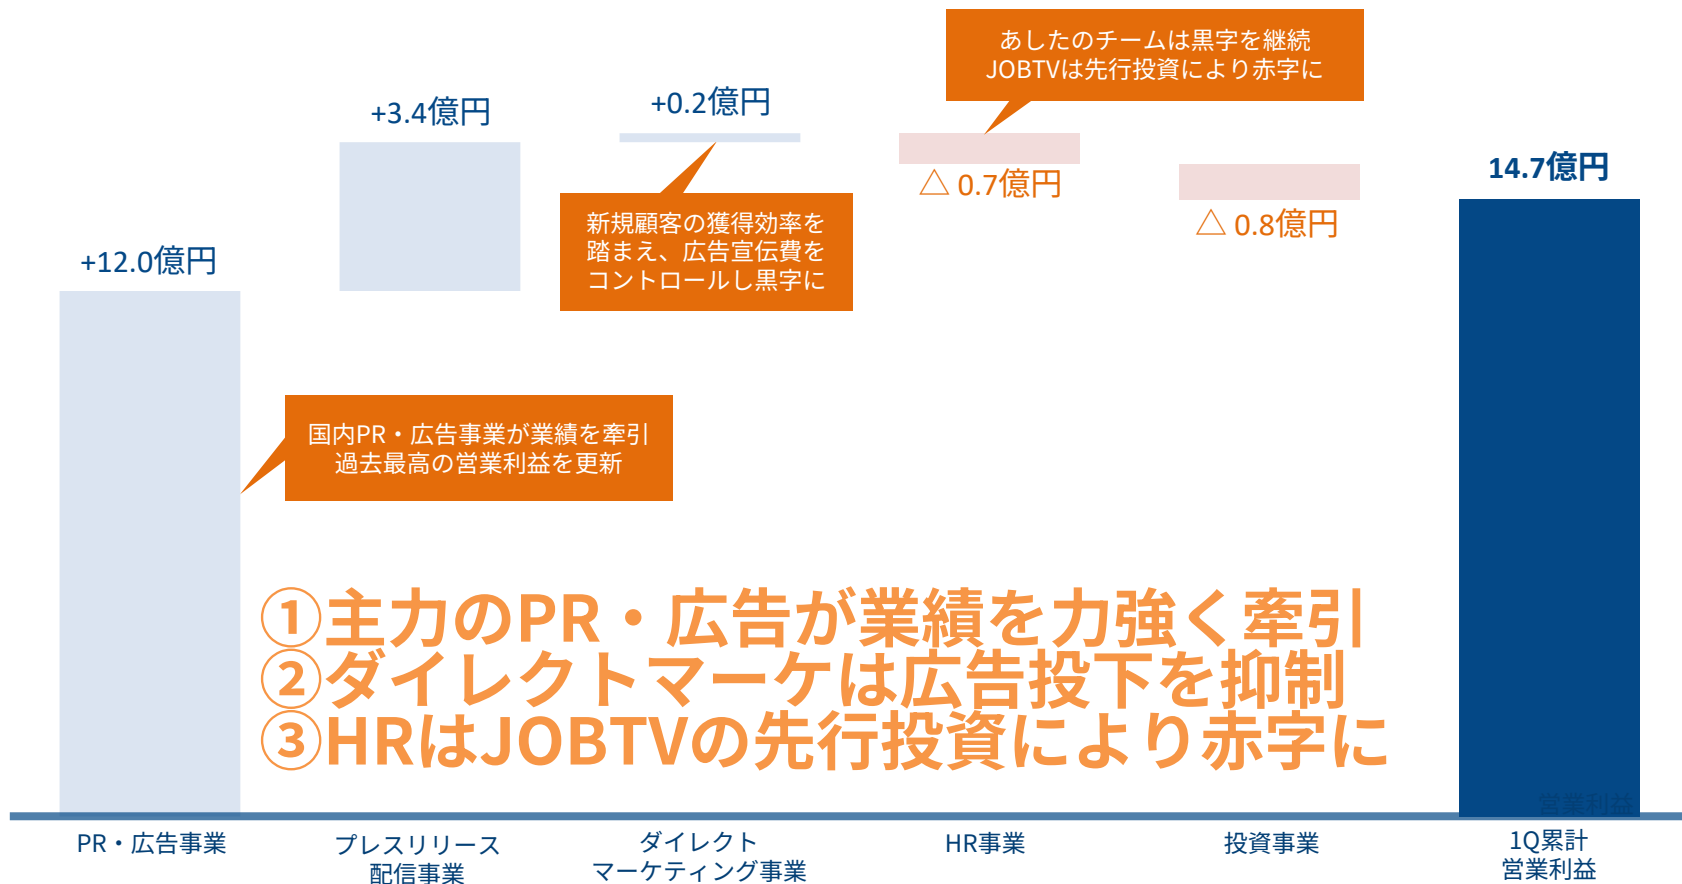 あしたのチームは黒字を継続
JOBTVは先行投資により赤字に
+3.4億円
+0.2億円
△ 0.7億円
14.7億円
新規顧客の獲得効率を
踏まえ、広告宣伝費を
コントロールし黒字に
△ 0.8億円
+12.0億円
国内PR・広告事業が業績を牽引
過去最高の営業利益を更新
①主力のPR・広告が業績を力強く牽引
②ダイレクトマーケは広告投下を抑制
③HRはJOBTVの先行投資により赤字に
営業利益
PR・広告事業
プレスリリース
配信事業
ダイレクト
マーケティング事業
HR事業
投資事業
1Q累計
営業利益